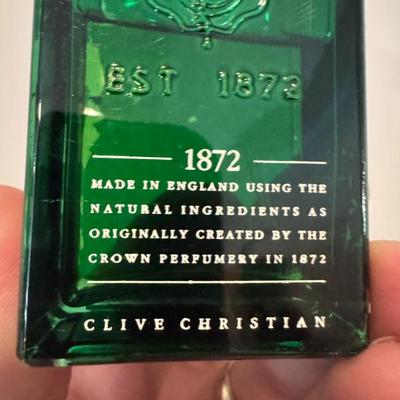 EST 1872
1872
MADE IN ENGLAND USING THE
NATURAL INGREDIENTS AS
ORIGINALLY CREATED BY THE
CROWN PERFUMERY IN 1872
CLIVE CHRISTIAN